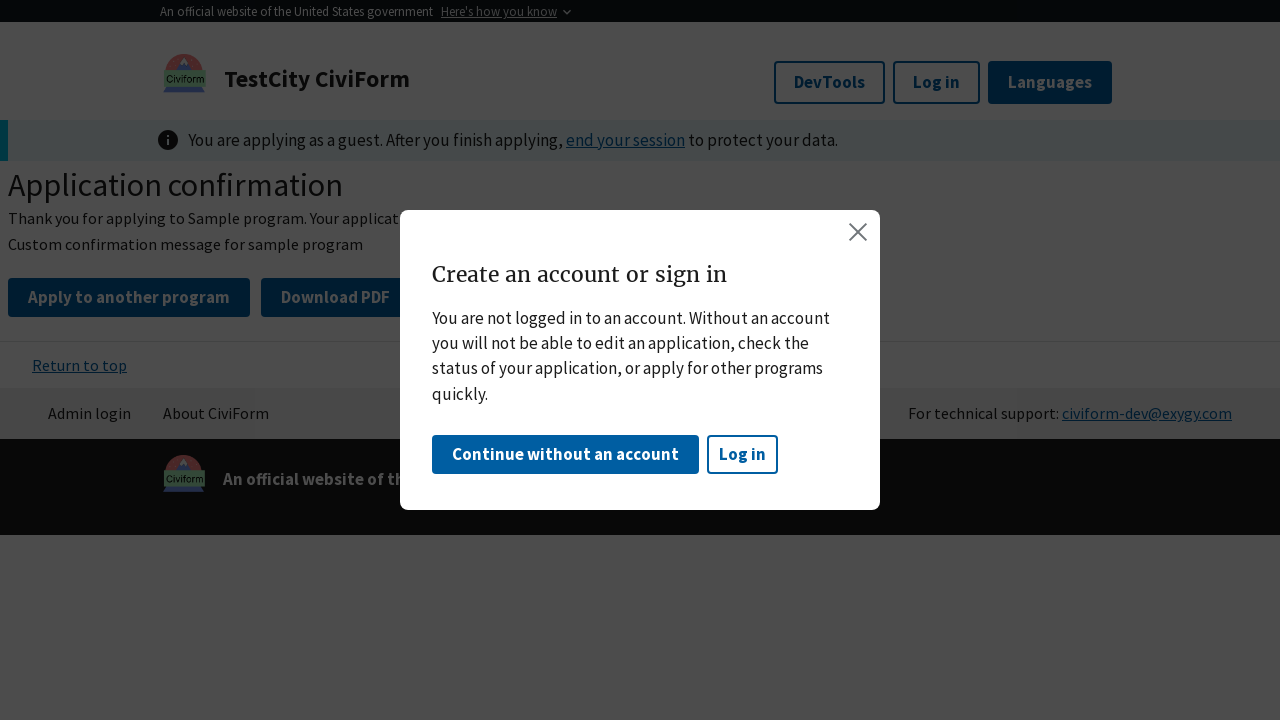 An official website of the United States government Here's how you know
Civiform
TestCity CiviForm
DevTools
Log in
Languages
You are applying as a guest. After you finish applying, end your session to protect your data.
Application confirmation
Thank you for applying to Sample program. Your applicat
Custom confirmation message for sample program
Apply to another program
Download PDF
Create an account or sign in
You are not logged in to an account. Without an account
you will not be able to edit an application, check the
status of your application, or apply for other programs
quickly.
Continue without an account
Log in
Return to top
Admin login
About CiviForm
For technical support: civiform-dev@exygy.com
Civiform
An official website of th